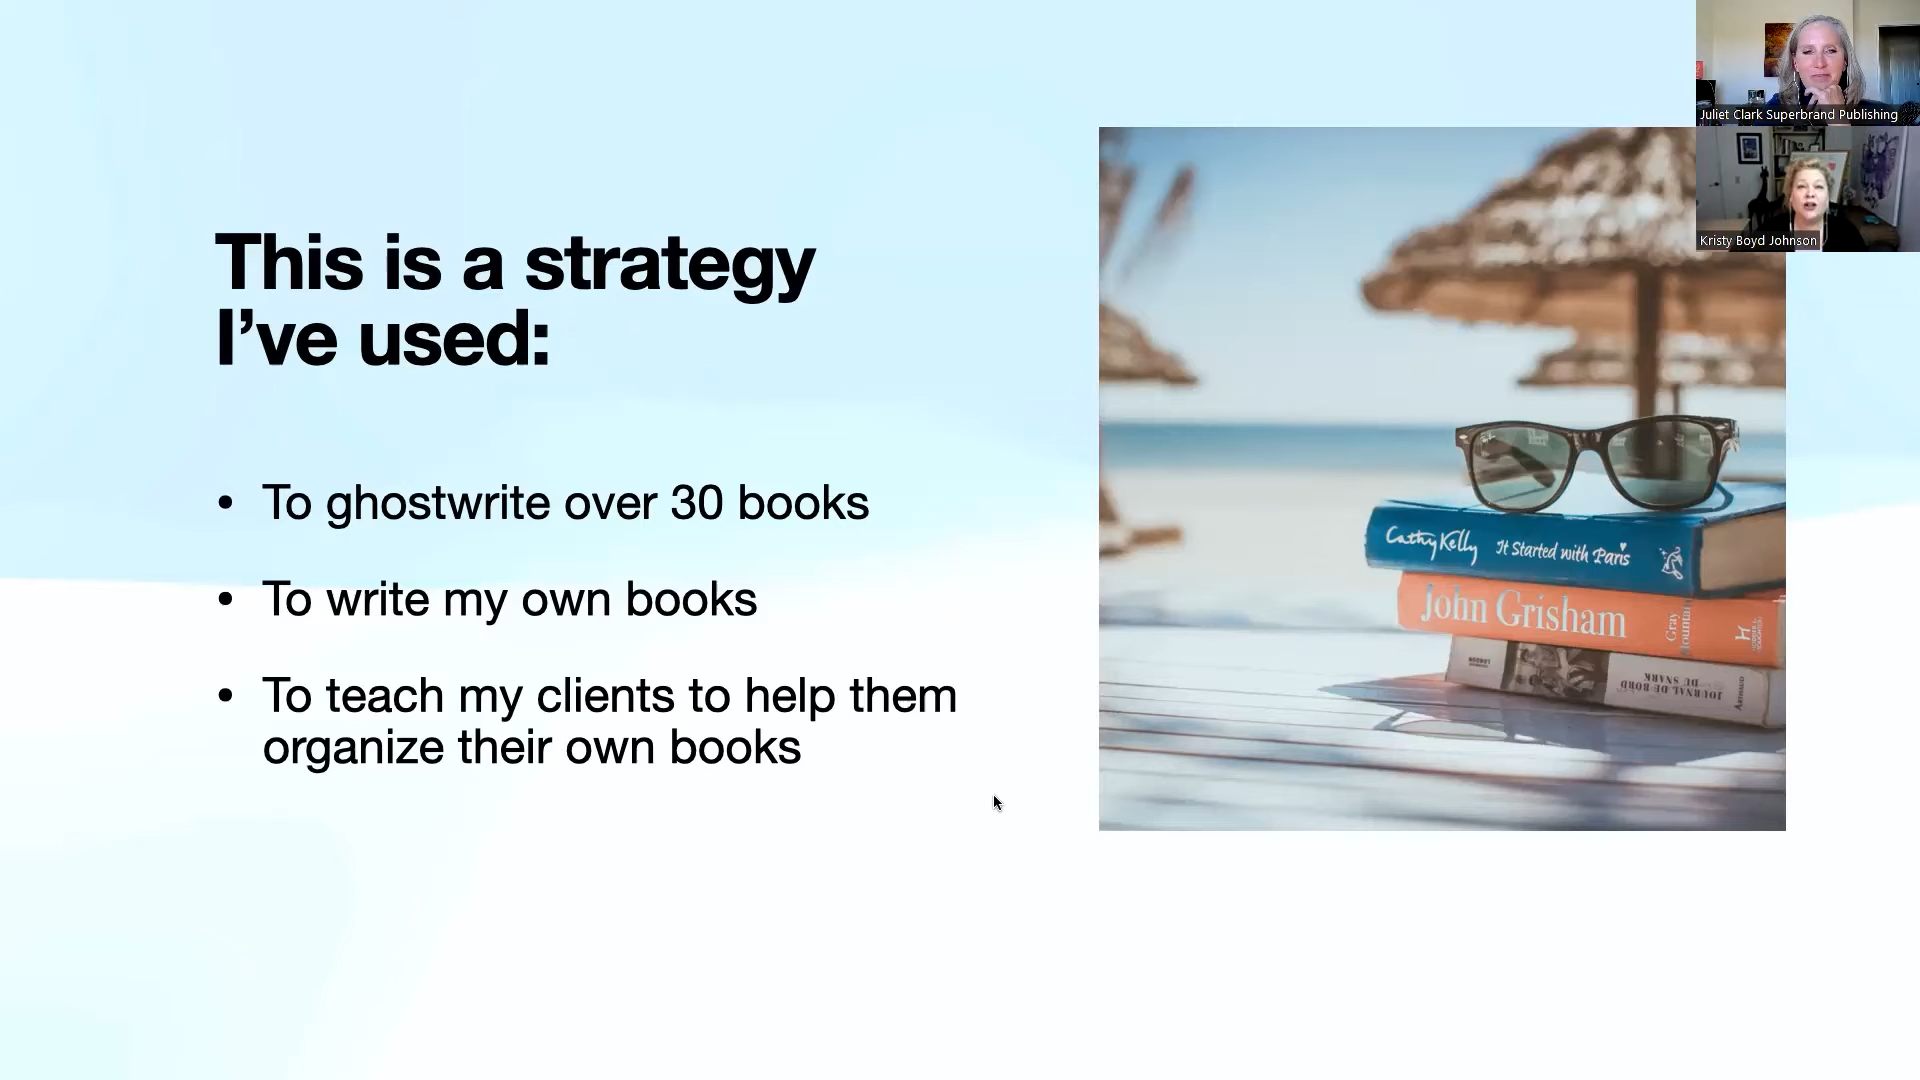 This is a strategy
I’ve used:
• To ghostwrite over 30 books
• To write my own books
• To teach my clients to help them
organize their own books
Juliet Clark Superbrand Publishing
Kristy Boyd Johnson
Cathy Kelly It Started with Paris
John Grisham Gray Mountain
JOURNAL DE BORD
DE SNARK